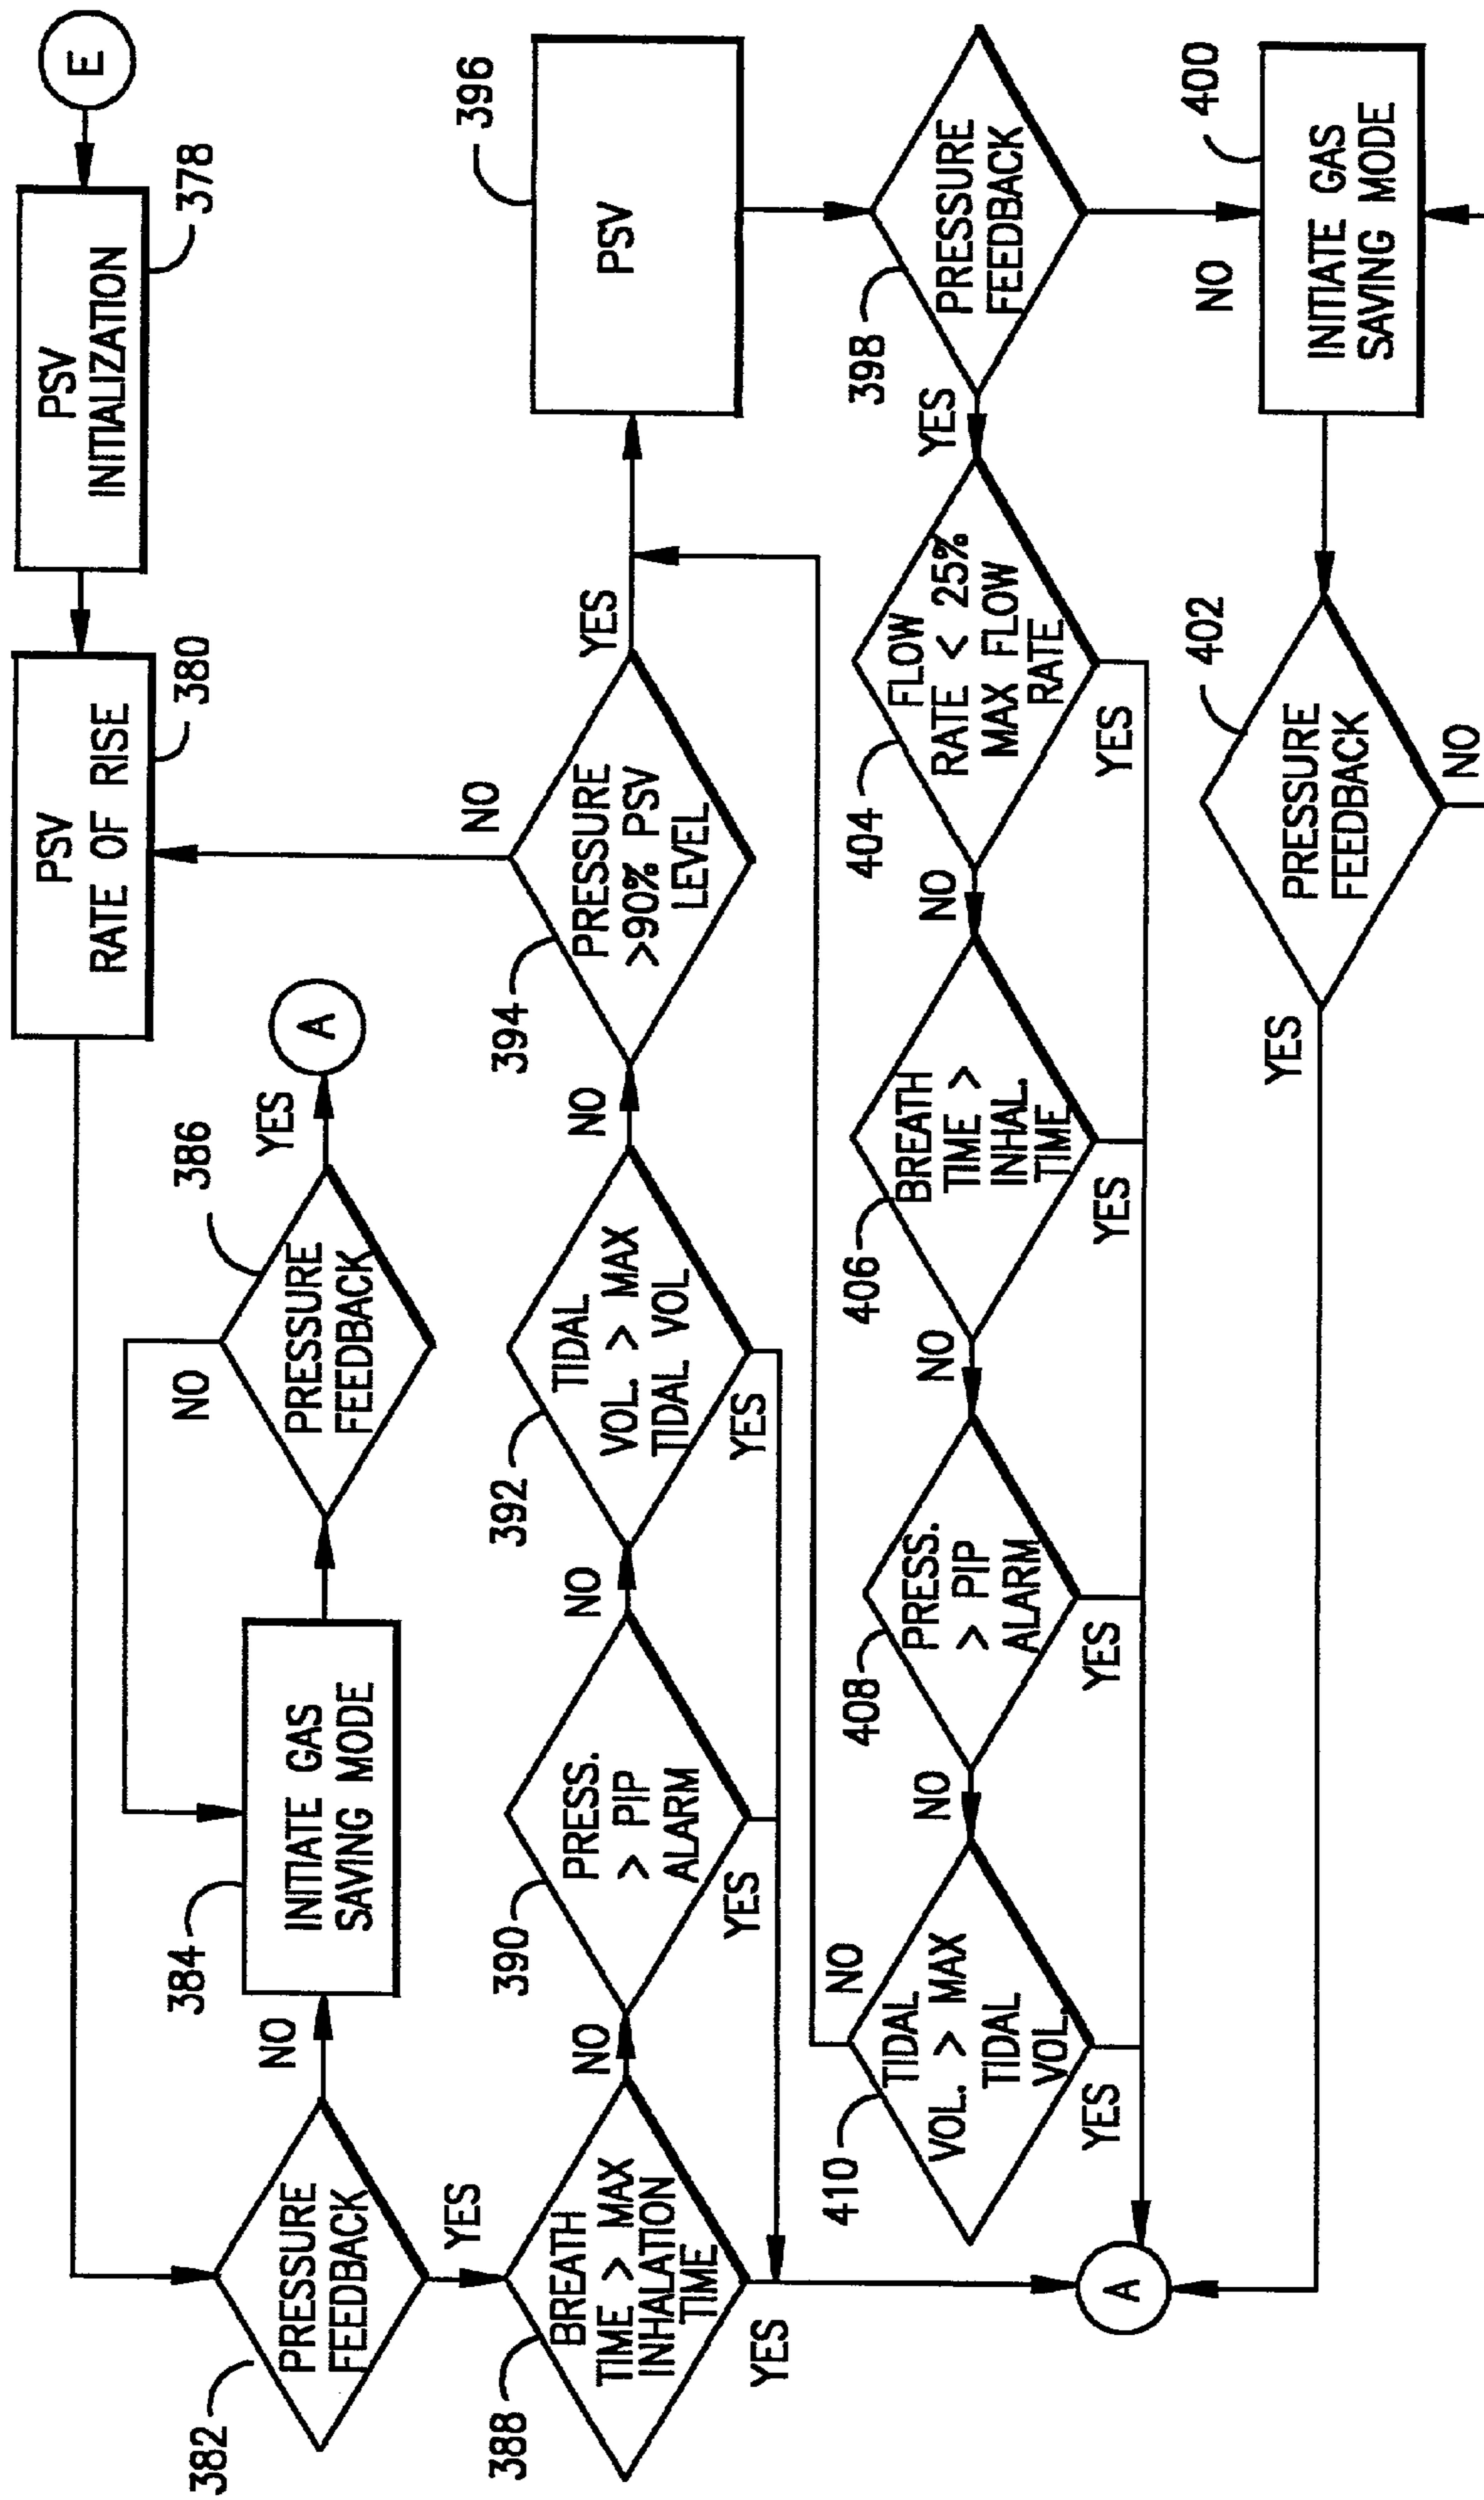 E
PSV
INITIALIZATION
378
PSV
RATE OF RISE
380
382
PRESSURE
FEEDBACK
NO
YES
384
INITIATE GAS
SAVING MODE
NO
386
PRESSURE
FEEDBACK
YES
A
388
BREATH
TIME > MAX
INHALATION
TIME
NO
YES
390
PRESS.
> PIP
ALARM
NO
YES
392
TIDAL
VOL. > MAX
TIDAL VOL
NO
YES
394
PRESSURE
>90% PSV
LEVEL
NO
YES
396
PSV
398
PRESSURE
FEEDBACK
YES
NO
404
FLOW
RATE < 25%
MAX FLOW
RATE
NO
YES
406
BREATH
TIME >
INHAL.
TIME
NO
YES
408
PRESS.
> PIP
ALARM
NO
YES
410
TIDAL
VOL. > MAX
TIDAL
VOL.
NO
YES
A
400
INITIATE GAS
SAVING MODE
402
PRESSURE
FEEDBACK
YES
NO